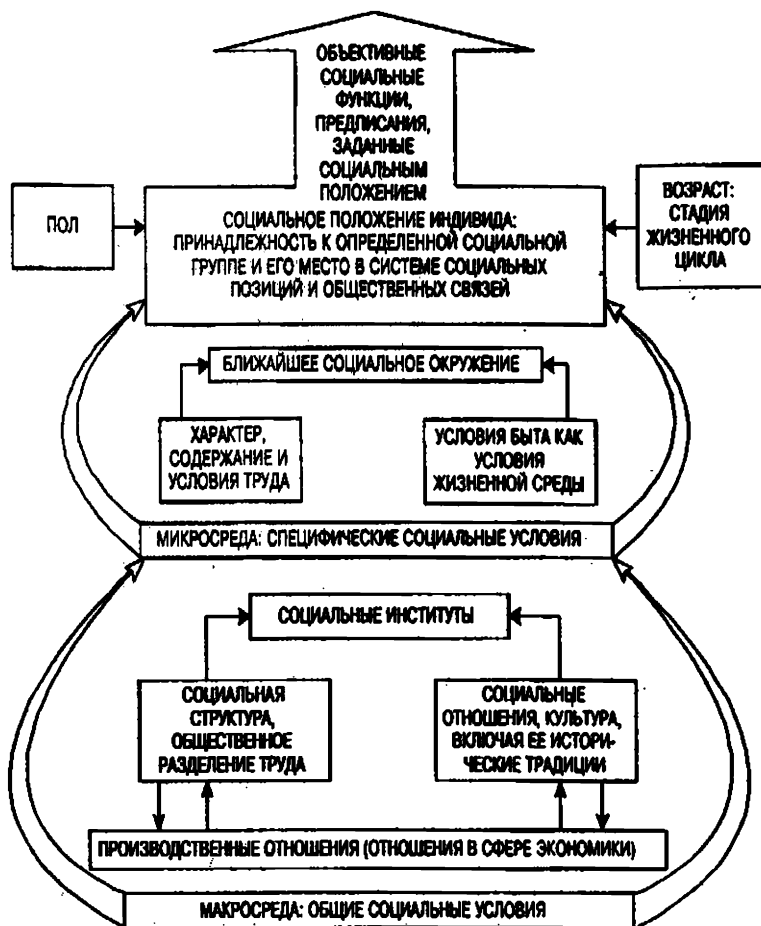 ОБЪЕКТИВНЫЕ
СОЦИАЛЬНЫЕ
ФУНКЦИИ,
ПРЕДПИСАНИЯ,
ЗАДАННЫЕ
СОЦИАЛЬНЫМ
ПОЛОЖЕНИЕМ
ПОЛ
СОЦИАЛЬНОЕ ПОЛОЖЕНИЕ ИНДИВИДА:
ПРИНАДЛЕЖНОСТЬ К ОПРЕДЕЛЕННОЙ СОЦИАЛЬНОЙ
ГРУППЕ И ЕГО МЕСТО В СИСТЕМЕ СОЦИАЛЬНЫХ
ПОЗИЦИЙ И ОБЩЕСТВЕННЫХ СВЯЗЕЙ
ВОЗРАСТ:
СТАДИЯ
ЖИЗНЕННОГО
ЦИКЛА
БЛИЖАЙШЕЕ СОЦИАЛЬНОЕ ОКРУЖЕНИЕ
ХАРАКТЕР,
СОДЕРЖАНИЕ И
УСЛОВИЯ ТРУДА
УСЛОВИЯ БЫТА КАК
УСЛОВИЯ
ЖИЗНЕННОЙ СРЕДЫ
МИКРОСРЕДА: СПЕЦИФИЧЕСКИЕ СОЦИАЛЬНЫЕ УСЛОВИЯ
СОЦИАЛЬНЫЕ ИНСТИТУТЫ
СОЦИАЛЬНАЯ
СТРУКТУРА,
ОБЩЕСТВЕННОЕ
РАЗДЕЛЕНИЕ ТРУДА
СОЦИАЛЬНЫЕ
ОТНОШЕНИЯ, КУЛЬТУРА,
ВКЛЮЧАЯ ЕЕ ИСТОРИ-
ЧЕСКИЕ ТРАДИЦИИ
ПРОИЗВОДСТВЕННЫЕ ОТНОШЕНИЯ (ОТНОШЕНИЯ В СФЕРЕ ЭКОНОМИКИ)
МАКРОСРЕДА: ОБЩИЕ СОЦИАЛЬНЫЕ УСЛОВИЯ